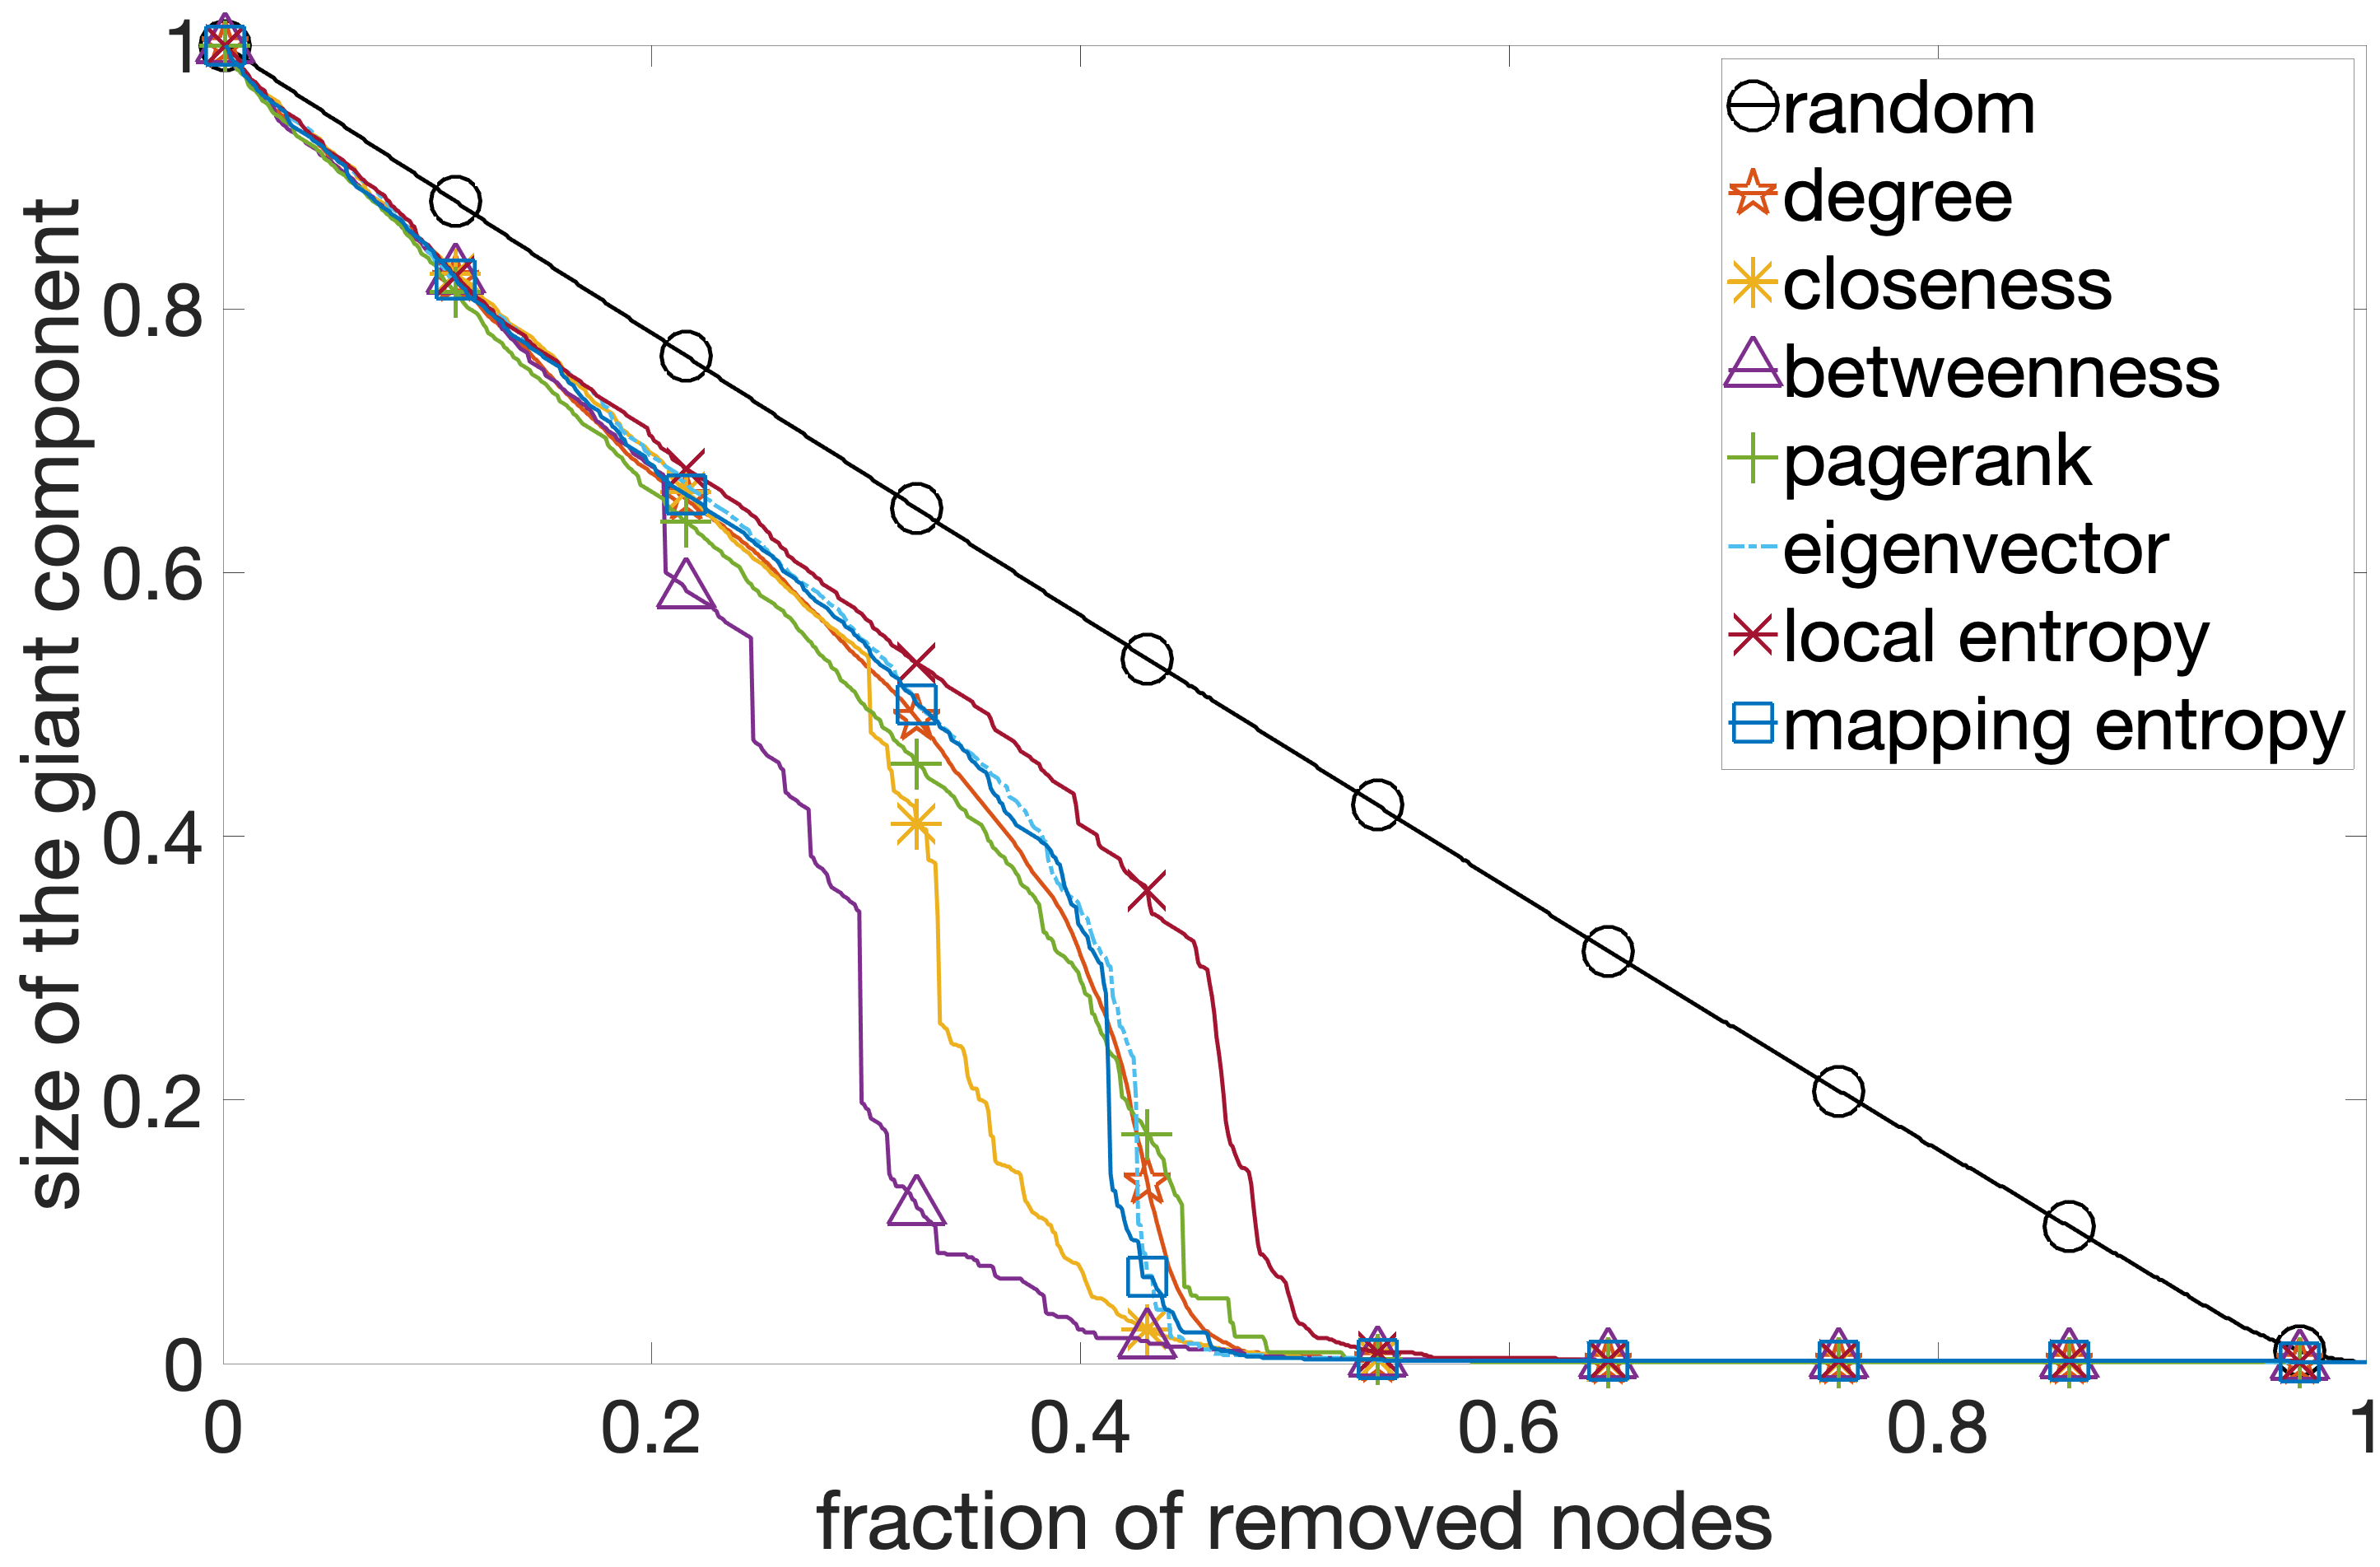 size of the giant component
1
0.8
0.6
0.4
0.2
0
0
0.2
0.4
0.6
0.8
1
fraction of removed nodes
random
degree
closeness
betweenness
pagerank
eigenvector
local entropy
mapping entropy